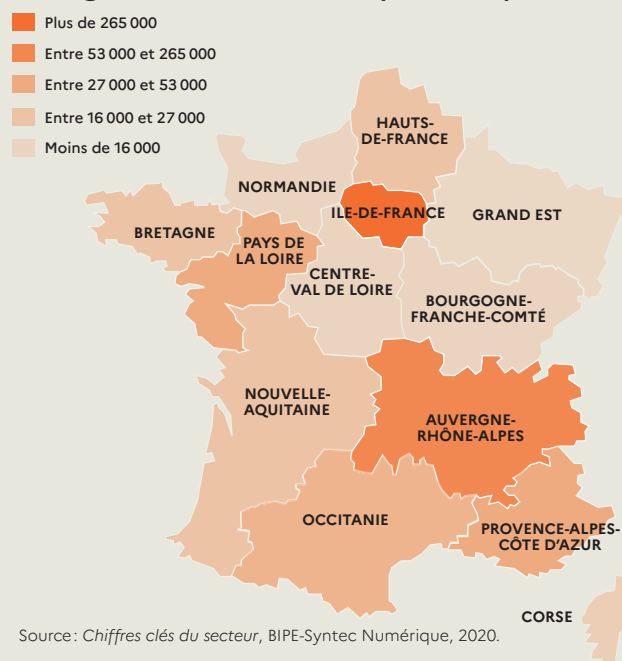 Plus de 265 000
Entre 53 000 et 265 000
Entre 27 000 et 53 000
Entre 16 000 et 27 000
Moins de 16 000
HAUTS-
DE-FRANCE
NORMANDIE
ILE-DE-FRANCE
GRAND EST
BRETAGNE
PAYS DE
LA LOIRE
CENTRE-
VAL DE LOIRE
BOURGOGNE-
FRANCHE-COMTÉ
NOUVELLE-
AQUITAINE
AUVERGNE-
RHÔNE-ALPES
OCCITANIE
PROVENCE-ALPES-
CÔTE D'AZUR
CORSE
Source : Chiffres clés du secteur, BIPE-Syntec Numérique, 2020.